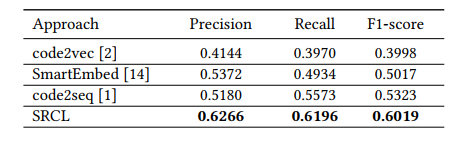 Approach Precision Recall F1-score
code2vec [2] 0.4144 0.3970 0.3998
SmartEmbed [14] 0.5372 0.4934 0.5017
code2seq [1] 0.5180 0.5573 0.5323
SRCL 0.6266 0.6196 0.6019